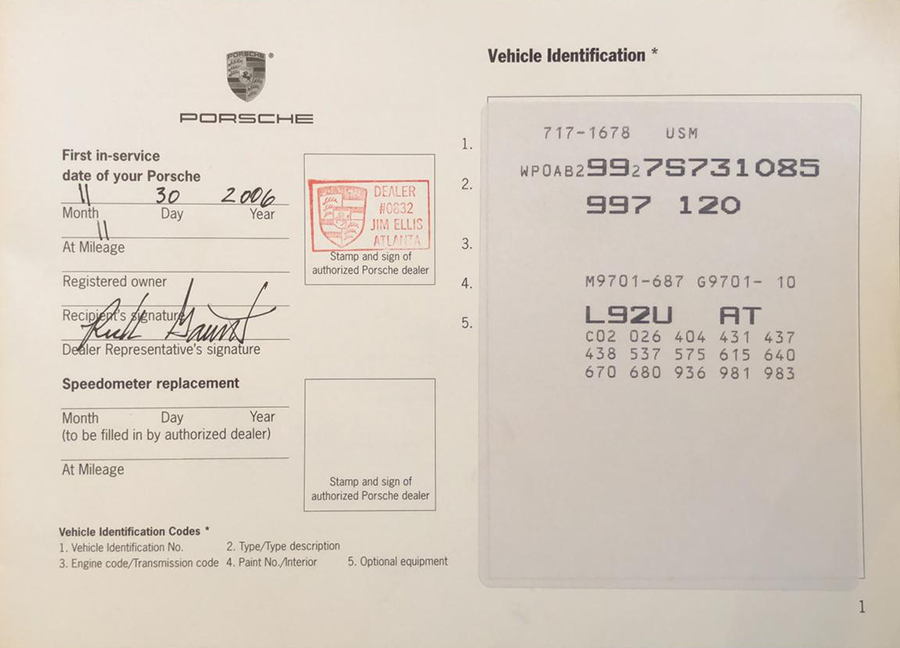 PORSCHE
PORSCHE
First in-service
date of your Porsche
11 30 2006
Month Day Year
11
At Mileage
Registered owner
Recipient's signature
Dealer Representative's signature
DEALER
#0832
JIM ELLIS
ATLANTA
Stamp and sign of
authorized Porsche dealer
Speedometer replacement
Month Day Year
(to be filled in by authorized dealer)
At Mileage
Stamp and sign of
authorized Porsche dealer
Vehicle Identification Codes *
1. Vehicle Identification No. 2. Type/Type description
3. Engine code/Transmission code 4. Paint No./Interior 5. Optional equipment
Vehicle Identification *
1.
2.
3.
4.
5.
717-1678 USM
WP0AB29927S731085
997 120
M9701-687 G9701- 10
L92U AT
C02 026 404 431 437
438 537 575 615 640
670 680 936 981 983
1